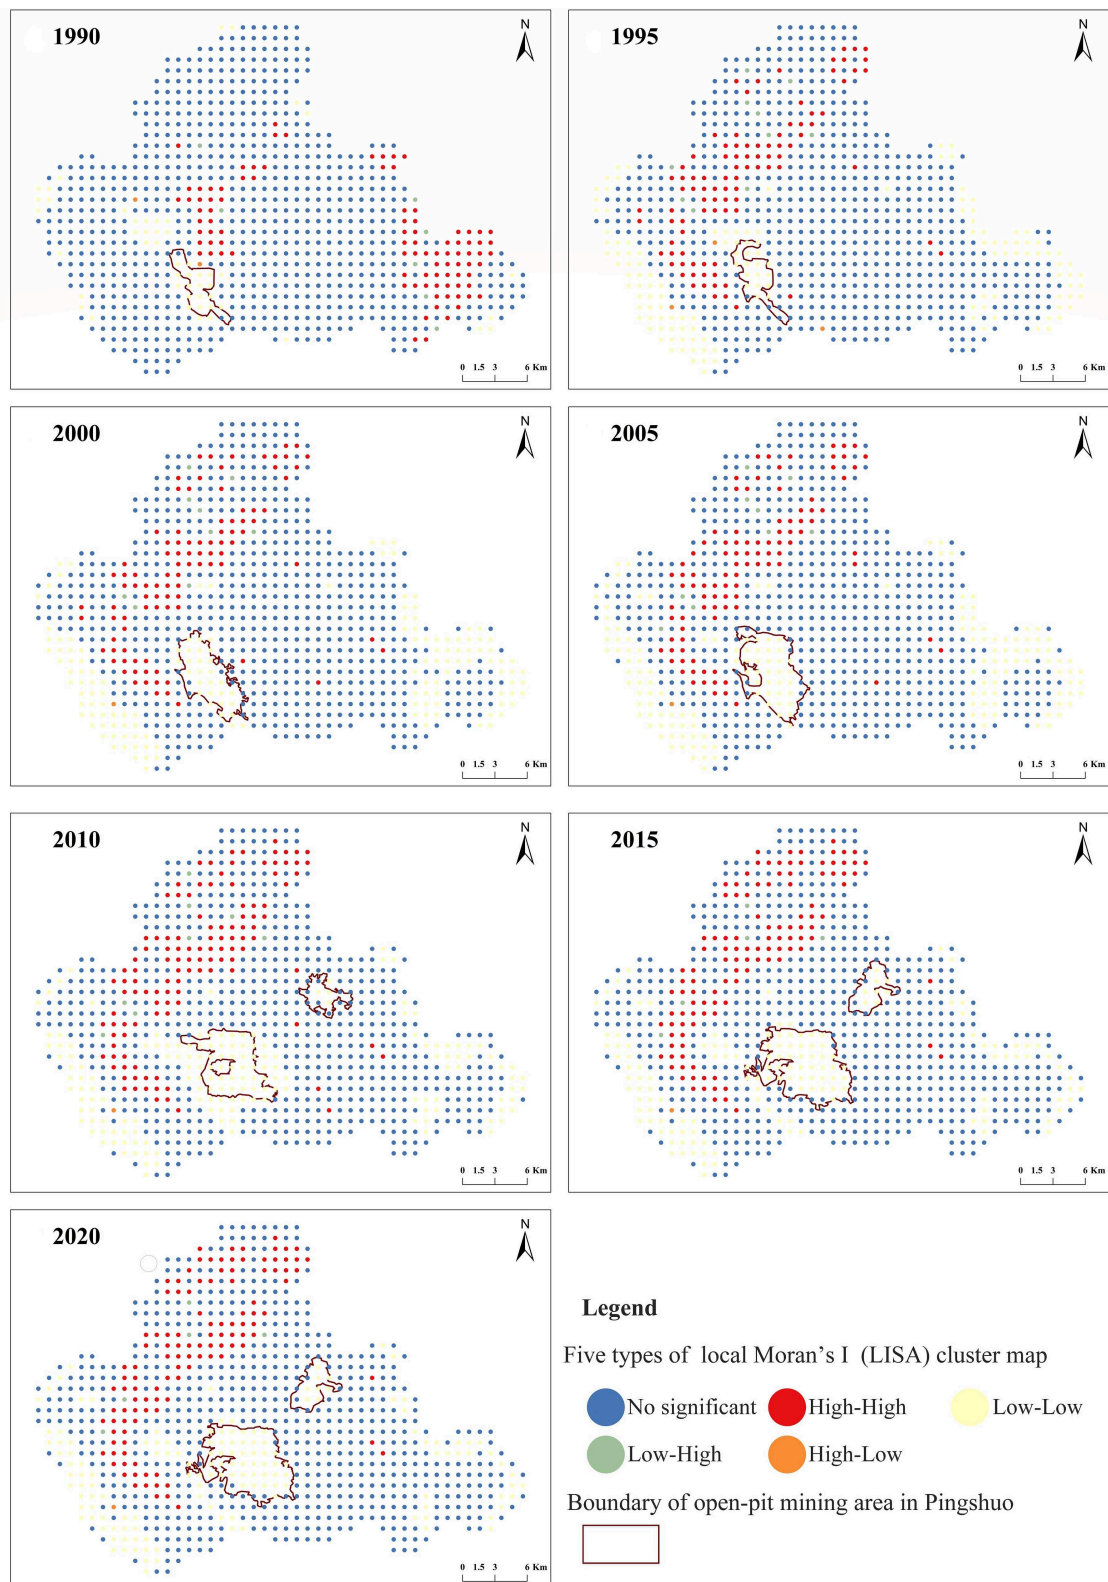 1990
N
0 1.5 3 6 Km
1995
N
0 1.5 3 6 Km
2000
N
0 1.5 3 6 Km
2005
N
0 1.5 3 6 Km
2010
N
0 1.5 3 6 Km
2015
N
0 1.5 3 6 Km
2020
N
0 1.5 3 6 Km
Legend
Five types of local Moran's I (LISA) cluster map
No significant High-High Low-Low
Low-High High-Low
Boundary of open-pit mining area in Pingshuo